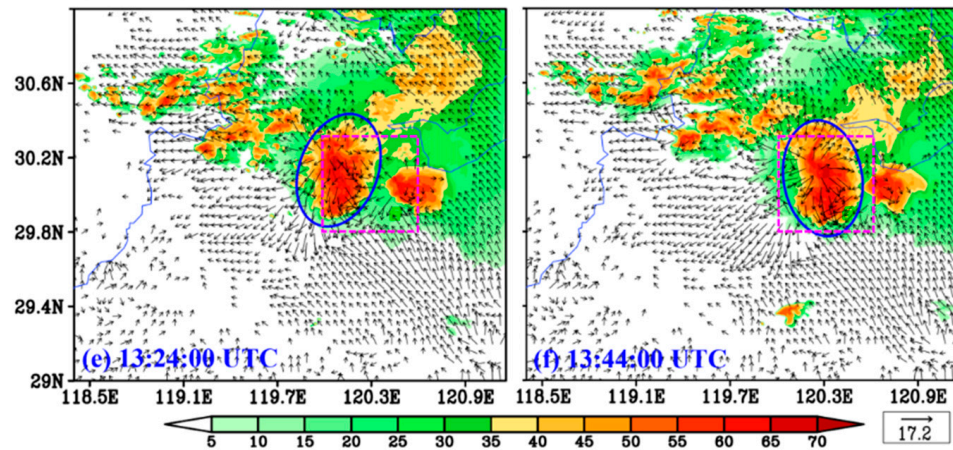 30.6N
30.2N
29.8N
29.4N
29N
(e) 13:24:00 UTC
(f) 13:44:00 UTC
118.5E 119.1E 119.7E 120.3E 120.9E
118.5E 119.1E 119.7E 120.3E 120.9E
5 10 15 20 25 30 35 40 45 50 55 60 65 70
17.2